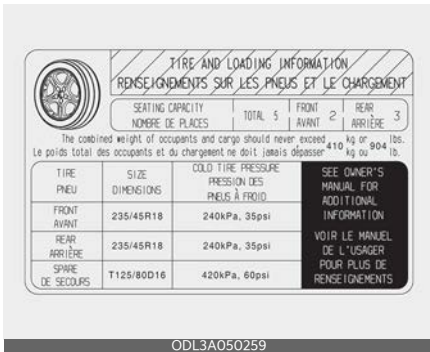 TIRE AND LOADING INFORMATION
RENSEIGNEMENTS SUR LES PNEUS ET LE CHARGEMENT
SEATING CAPACITY
NOMBRE DE PLACES
TOTAL 5
FRONT
AVANT
2
REAR
ARRIÈRE
3
The combined weight of occupants and cargo should never exceed 410 kg or 904 lbs.
Le poids total des occupants et du chargement ne doit jamais dépasser 410 kg ou 904 lb.
TIRE
PNEU
SIZE
DIMENSIONS
COLD TIRE PRESSURE
PRESSION DES
PNEUS À FROID
SEE OWNER'S
MANUAL FOR
ADDITIONAL
INFORMATION
VOIR LE MANUEL
DE L'USAGER
POUR PLUS DE
RENSEIGNEMENTS
FRONT
AVANT
235/45R18
240kPa, 35psi
REAR
ARRIÈRE
235/45R18
240kPa, 35psi
SPARE
DE SECOURS
T125/80D16
420kPa, 60psi
ODL3A050259